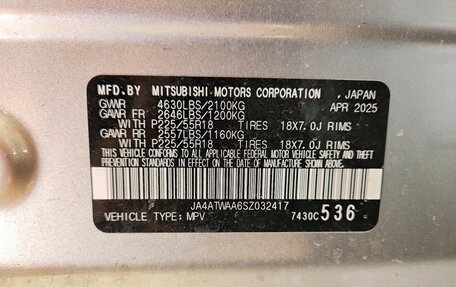 MFD. BY MITSUBISHI MOTORS CORPORATION , JAPAN
GVWR 4630LBS/2100KG APR 2025
GAWR FR 2646LBS/1200KG
WITH P225/55R18 TIRES 18X7.0J RIMS
GAWR RR 2557LBS/1160KG
WITH P225/55R18 TIRES 18X7.0J RIMS
THIS VEHICLE CONFORMS TO ALL APPLICABLE FEDERAL MOTOR VEHICLE SAFETY AND
THEFT PREVENTION STANDARDS IN EFFECT ON THE DATE OF MANUFACTURE SHOWN ABOVE.
JA4ATWAA6SZ032417
VEHICLE TYPE: MPV 7430C 536